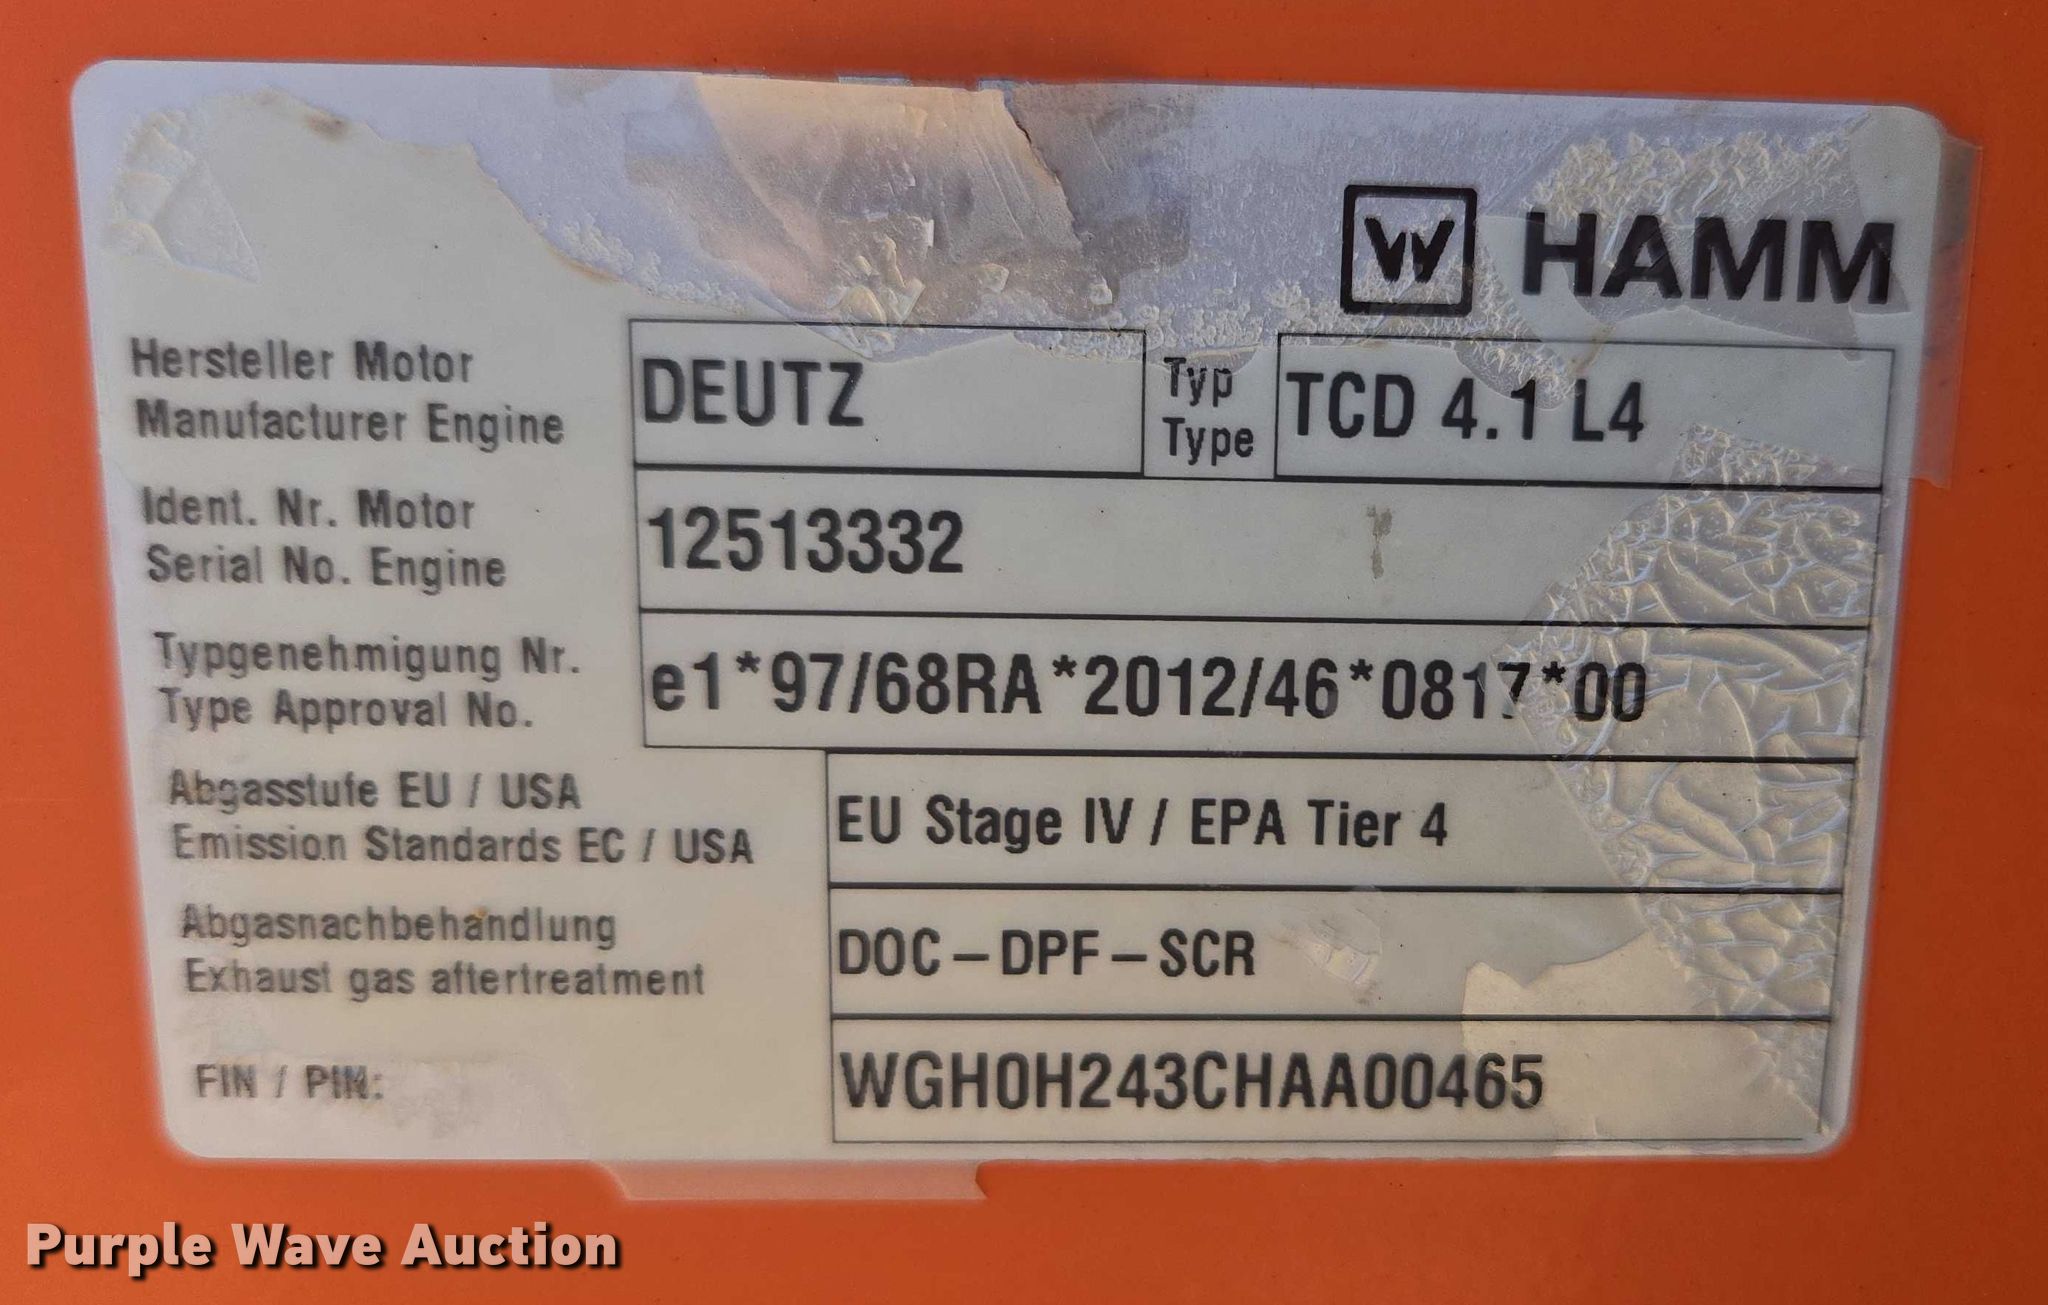 W HAMM
Hersteller Motor
Manufacturer Engine
DEUTZ
Typ
Type
TCD 4.1 L4
Ident. Nr. Motor
Serial No. Engine
12513332
Typgenehmigung Nr.
Type Approval No.
e1*97/68RA*2012/46*0817*00
Abgasstufe EU / USA
Emission Standards EC / USA
EU Stage IV / EPA Tier 4
Abgasnachbehandlung
Exhaust gas aftertreatment
DOC-DPF-SCR
FIN / PIN:
WGH0H243CHAA00465
Purple Wave Auction